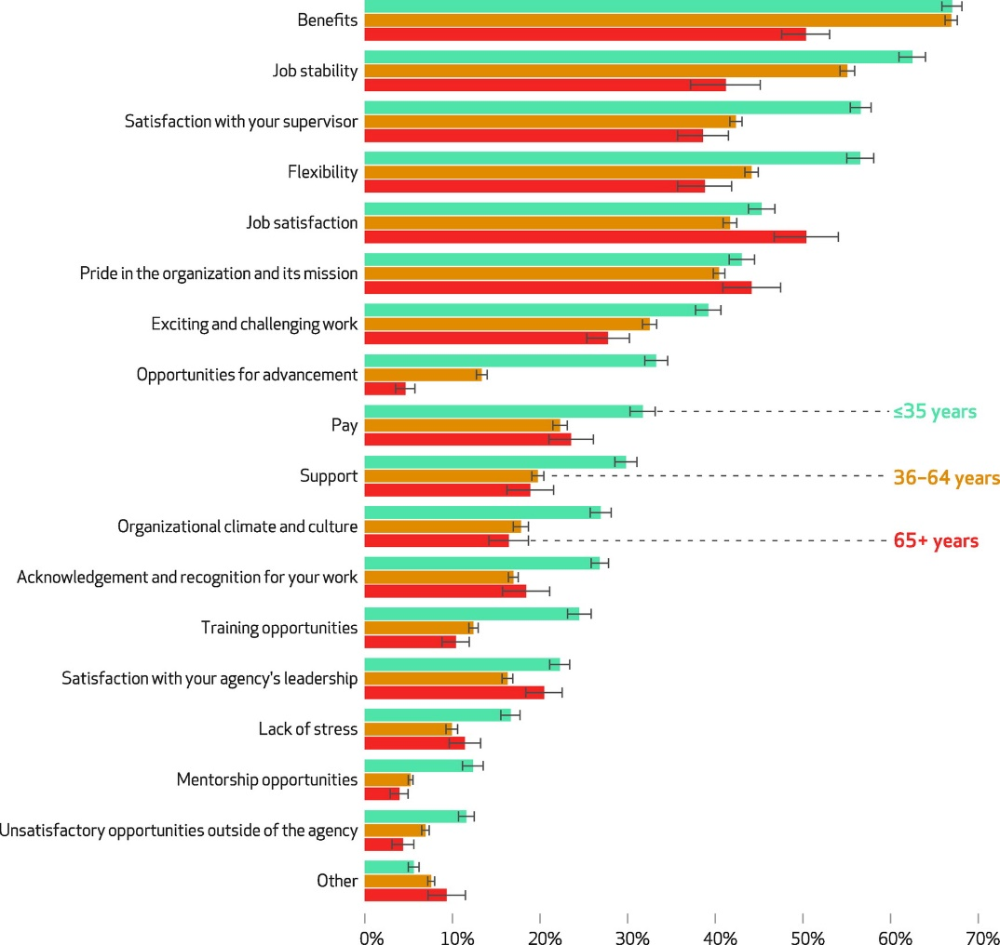 Benefits
Job stability
Satisfaction with your supervisor
Flexibility
Job satisfaction
Pride in the organization and its mission
Exciting and challenging work
Opportunities for advancement
≤35 years
Pay
Support
36–64 years
Organizational climate and culture
65+ years
Acknowledgement and recognition for your work
Training opportunities
Satisfaction with your agency's leadership
Lack of stress
Mentorship opportunities
Unsatisfactory opportunities outside of the agency
Other
0% 10% 20% 30% 40% 50% 60% 70%